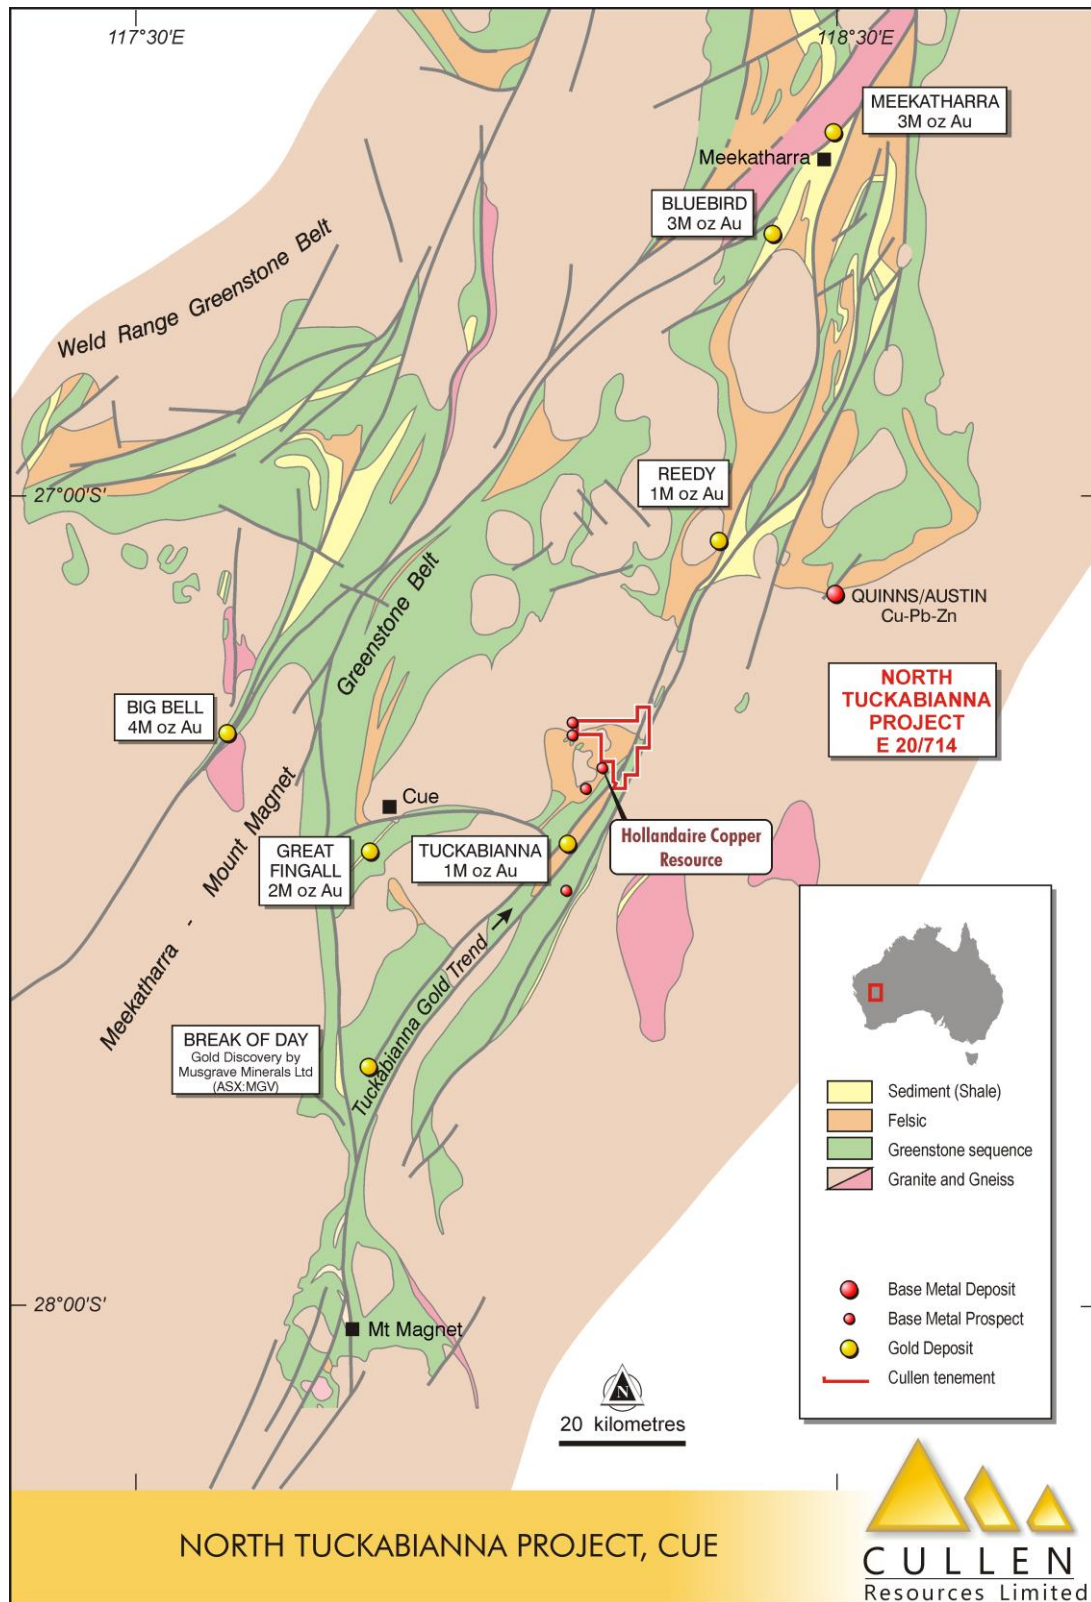 117°30'E
118°30'E
MEEKATHARRA
3M oz Au
Meekatharra
BLUEBIRD
3M oz Au
Weld Range Greenstone Belt
REEDY
1M oz Au
27°00'S'
QUINNS/AUSTIN
Cu-Pb-Zn
Meekatharra - Mount Magnet Greenstone Belt
NORTH
TUCKABIANNA
PROJECT
E 20/714
BIG BELL
4M oz Au
Cue
Hollandaire Copper
Resource
GREAT
FINGALL
2M oz Au
TUCKABIANNA
1M oz Au
Tuckabianna Gold Trend
BREAK OF DAY
Gold Discovery by
Musgrave Minerals Ltd
(ASX:MGV)
Sediment (Shale)
Felsic
Greenstone sequence
Granite and Gneiss
Base Metal Deposit
Base Metal Prospect
Gold Deposit
Cullen tenement
28°00'S'
Mt Magnet
N
20 kilometres
NORTH TUCKABIANNA PROJECT, CUE
CULLEN
Resources Limited